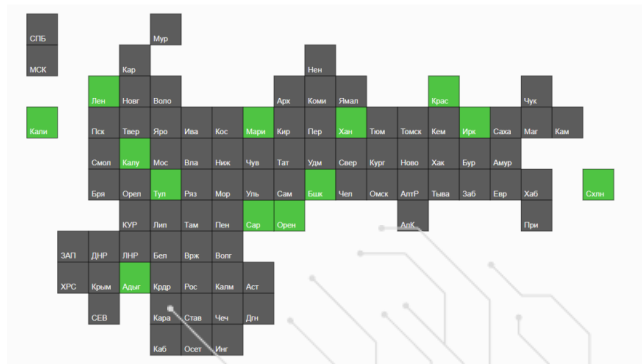 СПБ Мур
МСК Кар Нен
Лен Новг Воло Арх Коми Ямал Крас Чук
Кали Пск Твер Яро Ива Кос Мари Кир Пер Хан Тюм Томск Кем Ирк Саха Маг Кам
Смол Калу Мос Вла Ниж Чув Тат Удм Свер Кург Ново Хак Бур Амур
Бря Орел Тул Ряз Мор Уль Сам Бшк Чел Омск АлтР Тыва Заб Евр Хаб Схлн
КУР Лип Там Пен Сар Орен АлК При
ЗАП ДНР ЛНР Бел Врж Волг
ХРС Крым Адыг Крдр Рос Калм Аст
СЕВ Кара Став Чеч Дгн
Каб Осет Инг